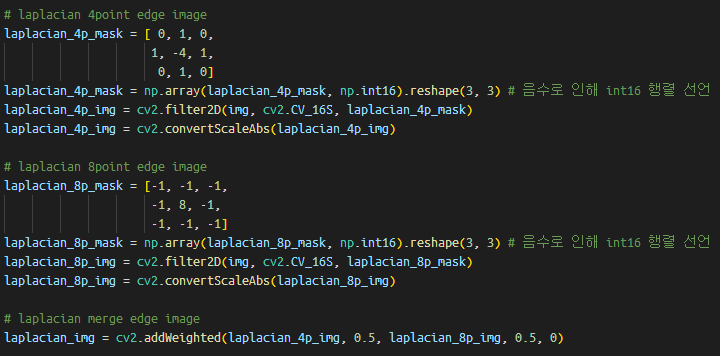 # laplacian 4point edge image
laplacian_4p_mask = [ 0, 1, 0,
                      1, -4, 1,
                       0, 1, 0]
laplacian_4p_mask = np.array(laplacian_4p_mask, np.int16).reshape(3, 3) # 음수로 인해 int16 행렬 선언
laplacian_4p_img = cv2.filter2D(img, cv2.CV_16S, laplacian_4p_mask)
laplacian_4p_img = cv2.convertScaleAbs(laplacian_4p_img)

# laplacian 8point edge image
laplacian_8p_mask = [-1, -1, -1,
                      -1, 8, -1,
                      -1, -1, -1]
laplacian_8p_mask = np.array(laplacian_8p_mask, np.int16).reshape(3, 3) # 음수로 인해 int16 행렬 선언
laplacian_8p_img = cv2.filter2D(img, cv2.CV_16S, laplacian_8p_mask)
laplacian_8p_img = cv2.convertScaleAbs(laplacian_8p_img)

# laplacian merge edge image
laplacian_img = cv2.addWeighted(laplacian_4p_img, 0.5, laplacian_8p_img, 0.5, 0)